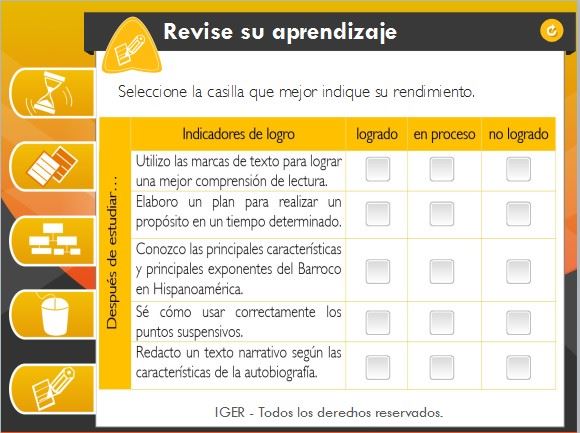 Revise su aprendizaje
Seleccione la casilla que mejor indique su rendimiento.
Después de estudiar…
Indicadores de logro logrado en proceso no logrado
Utilizo las marcas de texto para lograr
una mejor comprensión de lectura.
Elaboro un plan para realizar un
propósito en un tiempo determinado.
Conozco las principales características
y principales exponentes del Barroco
en Hispanoamérica.
Sé cómo usar correctamente los
puntos suspensivos.
Redacto un texto narrativo según las
características de la autobiografía.
IGER - Todos los derechos reservados.